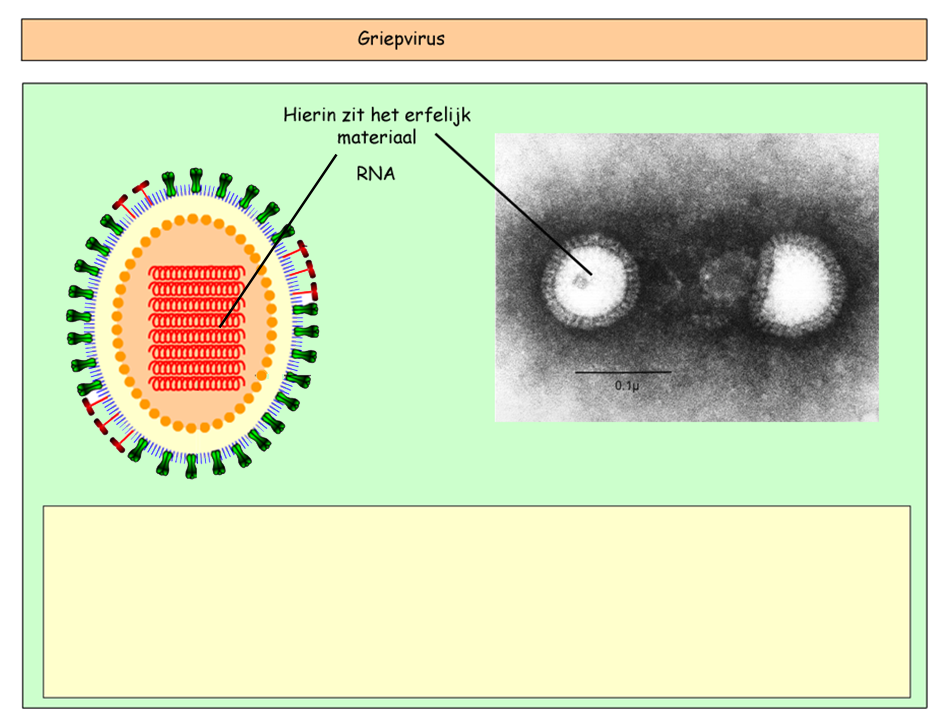 Griepvirus
Hierin zit het erfelijk
materiaal
RNA
0.1µ